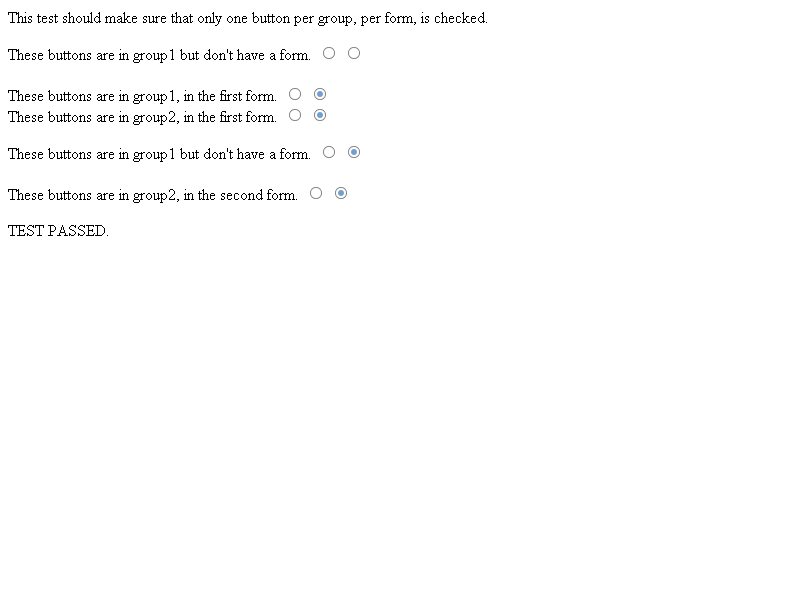 This test should make sure that only one button per group, per form, is checked.
These buttons are in group1 but don't have a form.
These buttons are in group1, in the first form.
These buttons are in group2, in the first form.
These buttons are in group1 but don't have a form.
These buttons are in group2, in the second form.
TEST PASSED.